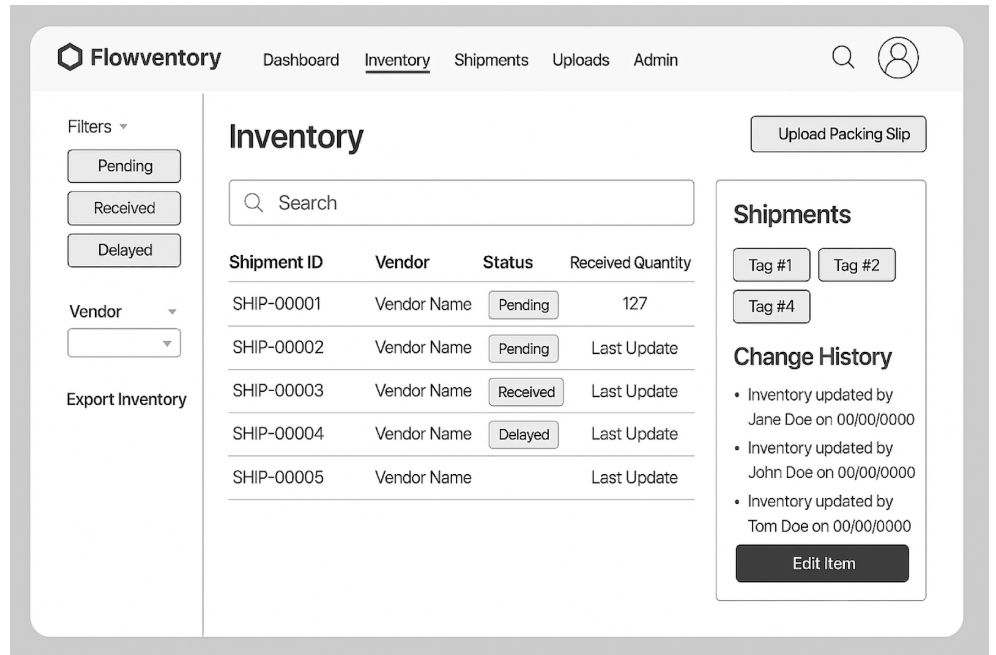 Flowventory
Dashboard Inventory Shipments Uploads Admin
Filters
Pending
Received
Delayed
Vendor
Export Inventory
Inventory
Upload Packing Slip
Search
Shipment ID Vendor Status Received Quantity
SHIP-00001 Vendor Name Pending 127
SHIP-00002 Vendor Name Pending Last Update
SHIP-00003 Vendor Name Received Last Update
SHIP-00004 Vendor Name Delayed Last Update
SHIP-00005 Vendor Name Last Update
Shipments
Tag #1 Tag #2
Tag #4
Change History
• Inventory updated by
Jane Doe on 00/00/0000
• Inventory updated by
John Doe on 00/00/0000
• Inventory updated by
Tom Doe on 00/00/0000
Edit Item